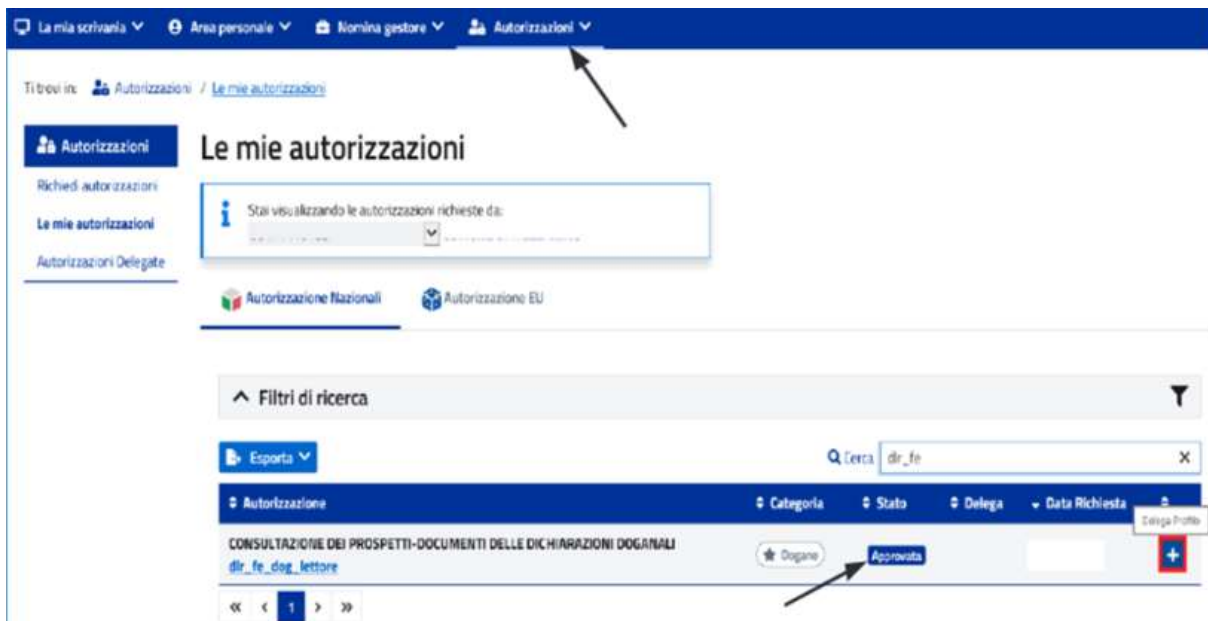 La mia scrivania Area personale Nomina gestore Autorizzazioni
Ti trovi in: Autorizzazioni / Le mie autorizzazioni
Autorizzazioni
Richiedi autorizzazioni
Le mie autorizzazioni
Autorizzazioni Delegate
Le mie autorizzazioni
Stai visualizzando le autorizzazioni richieste da:
Autorizzazione Nazionali Autorizzazione EU
Filtri di ricerca
Esporta Cerca dlr_fe
Autorizzazione Categoria Stato Delega Data Richiesta
Delega Profilo
CONSULTAZIONE DEI PROSPETTI-DOCUMENTI DELLE DICHIARAZIONI DOGANALI
dlr_fe_dog_lettore
Dogane Approvata +
« < 1 > »